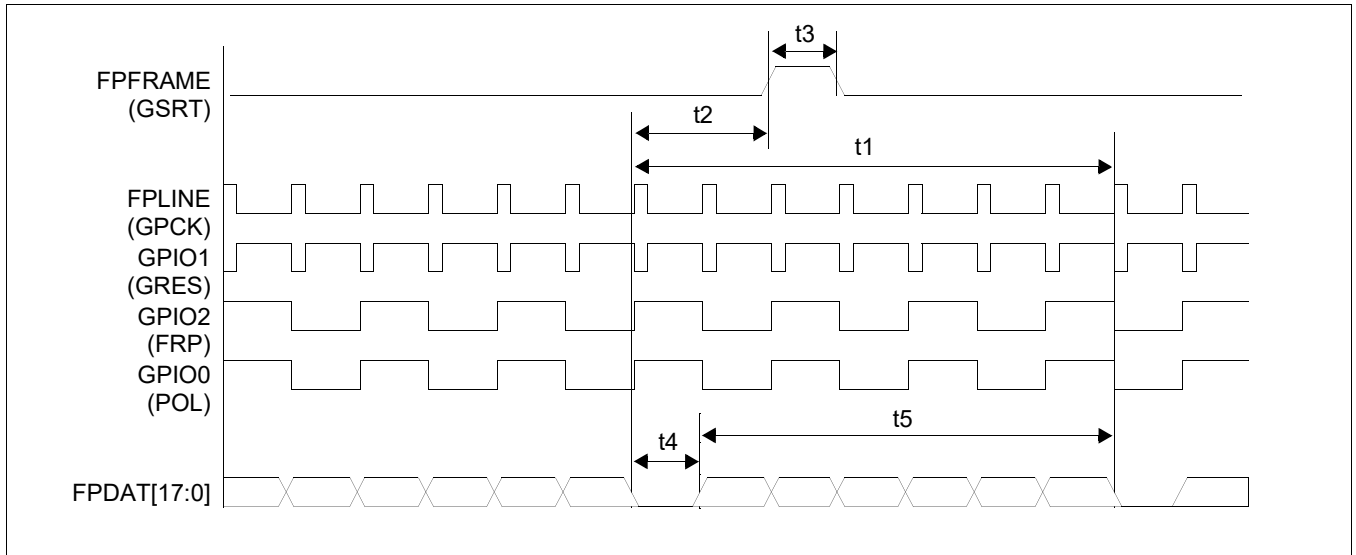 t3
FPFRAME
(GSRT)
t2
t1
FPLINE
(GPCK)
GPIO1
(GRES)
GPIO2
(FRP)
GPIO0
(POL)
t4
t5
FPDAT[17:0]